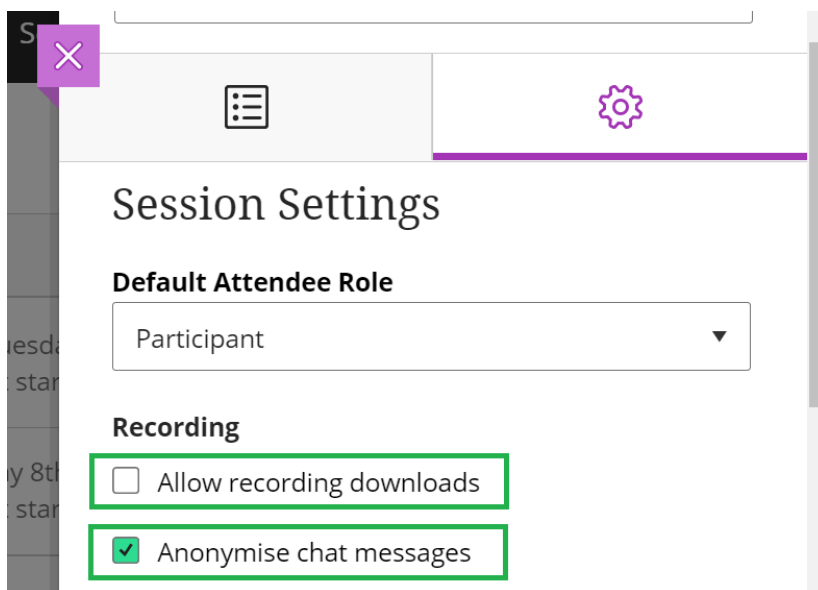 Session Settings
Default Attendee Role
Participant
Recording
Allow recording downloads
Anonymise chat messages